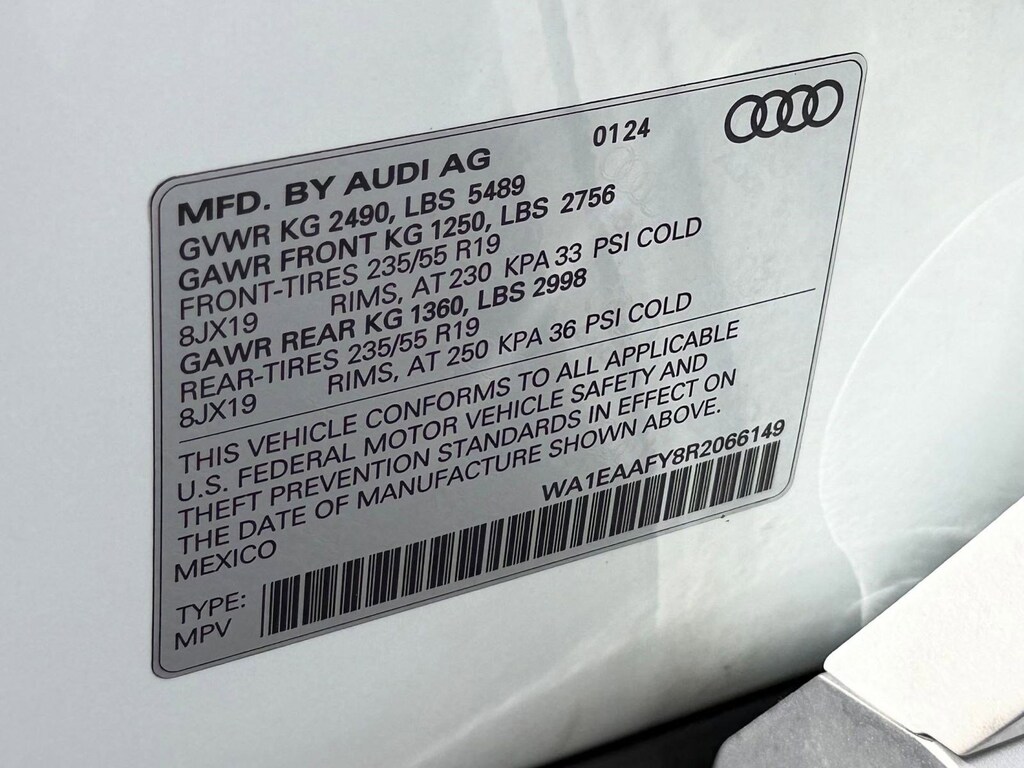 MFD. BY AUDI AG 0124
GVWR KG 2490, LBS 5489
GAWR FRONT KG 1250, LBS 2756
FRONT-TIRES 235/55 R19
8JX19 RIMS, AT 230 KPA 33 PSI COLD
GAWR REAR KG 1360, LBS 2998
REAR-TIRES 235/55 R19
8JX19 RIMS, AT 250 KPA 36 PSI COLD
THIS VEHICLE CONFORMS TO ALL APPLICABLE
U.S. FEDERAL MOTOR VEHICLE SAFETY AND
THEFT PREVENTION STANDARDS IN EFFECT ON
THE DATE OF MANUFACTURE SHOWN ABOVE.
MEXICO WA1EAAFY8R2066149
TYPE:
MPV